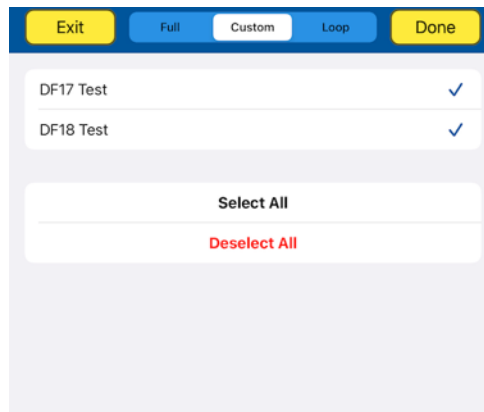 Exit Full Custom Loop Done
DF17 Test
DF18 Test
Select All
Deselect All